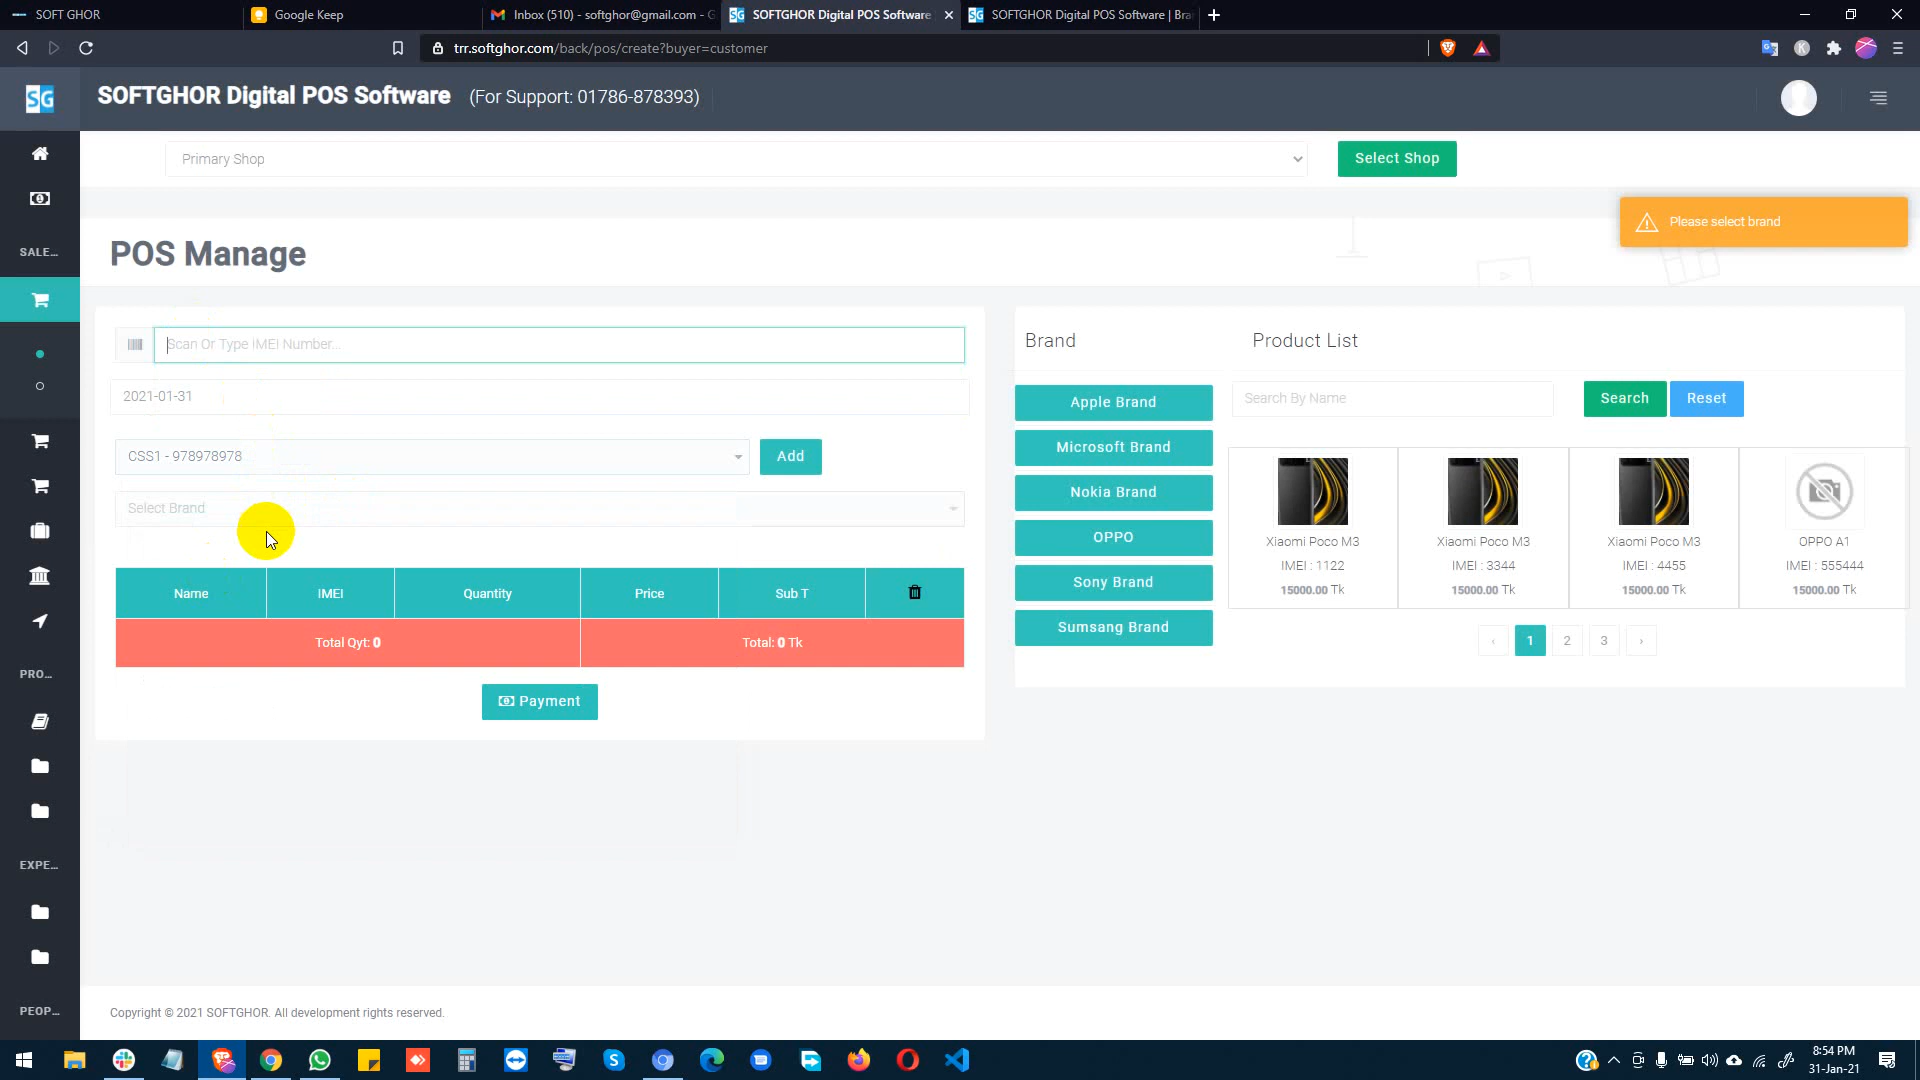 SOFT GHOR
Google Keep
Inbox (510) - softghor@gmail.com - G
SOFTGHOR Digital POS Software
SOFTGHOR Digital POS Software | Bra
trr.softghor.com/back/pos/create?buyer=customer
SG
SOFTGHOR Digital POS Software (For Support: 01786-878393)
Primary Shop
Select Shop
Please select brand
SALE...
POS Manage
Scan Or Type IMEI Number...
2021-01-31
CSS1 - 978978978
Add
Select Brand
Name IMEI Quantity Price Sub T
Total Qyt: 0 Total: 0 Tk
Payment
Brand
Apple Brand
Microsoft Brand
Nokia Brand
OPPO
Sony Brand
Sumsang Brand
Product List
Search By Name
Search
Reset
Xiaomi Poco M3
IMEI : 1122
15000.00 Tk
Xiaomi Poco M3
IMEI : 3344
15000.00 Tk
Xiaomi Poco M3
IMEI : 4455
15000.00 Tk
OPPO A1
IMEI : 555444
15000.00 Tk
‹ 1 2 3 ›
PRO...
EXPE...
PEOP...
Copyright © 2021 SOFTGHOR. All development rights reserved.
8:54 PM
31-Jan-21